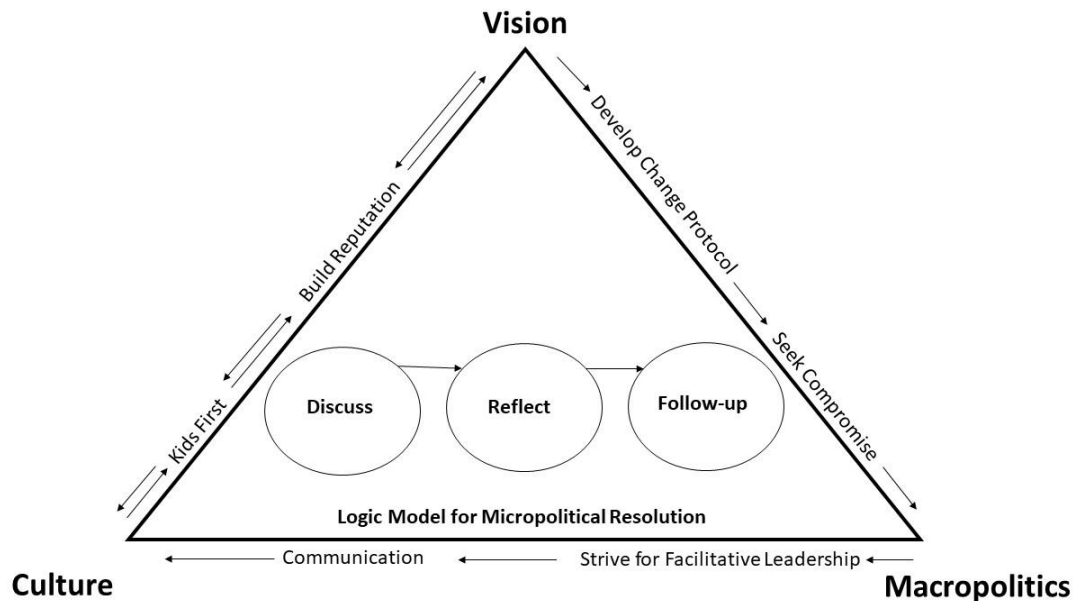 Vision
Develop Change Protocol
Build Reputation
Seek Compromise
Kids First
Discuss
Reflect
Follow-up
Logic Model for Micropolitical Resolution
Communication
Strive for Facilitative Leadership
Culture
Macropolitics